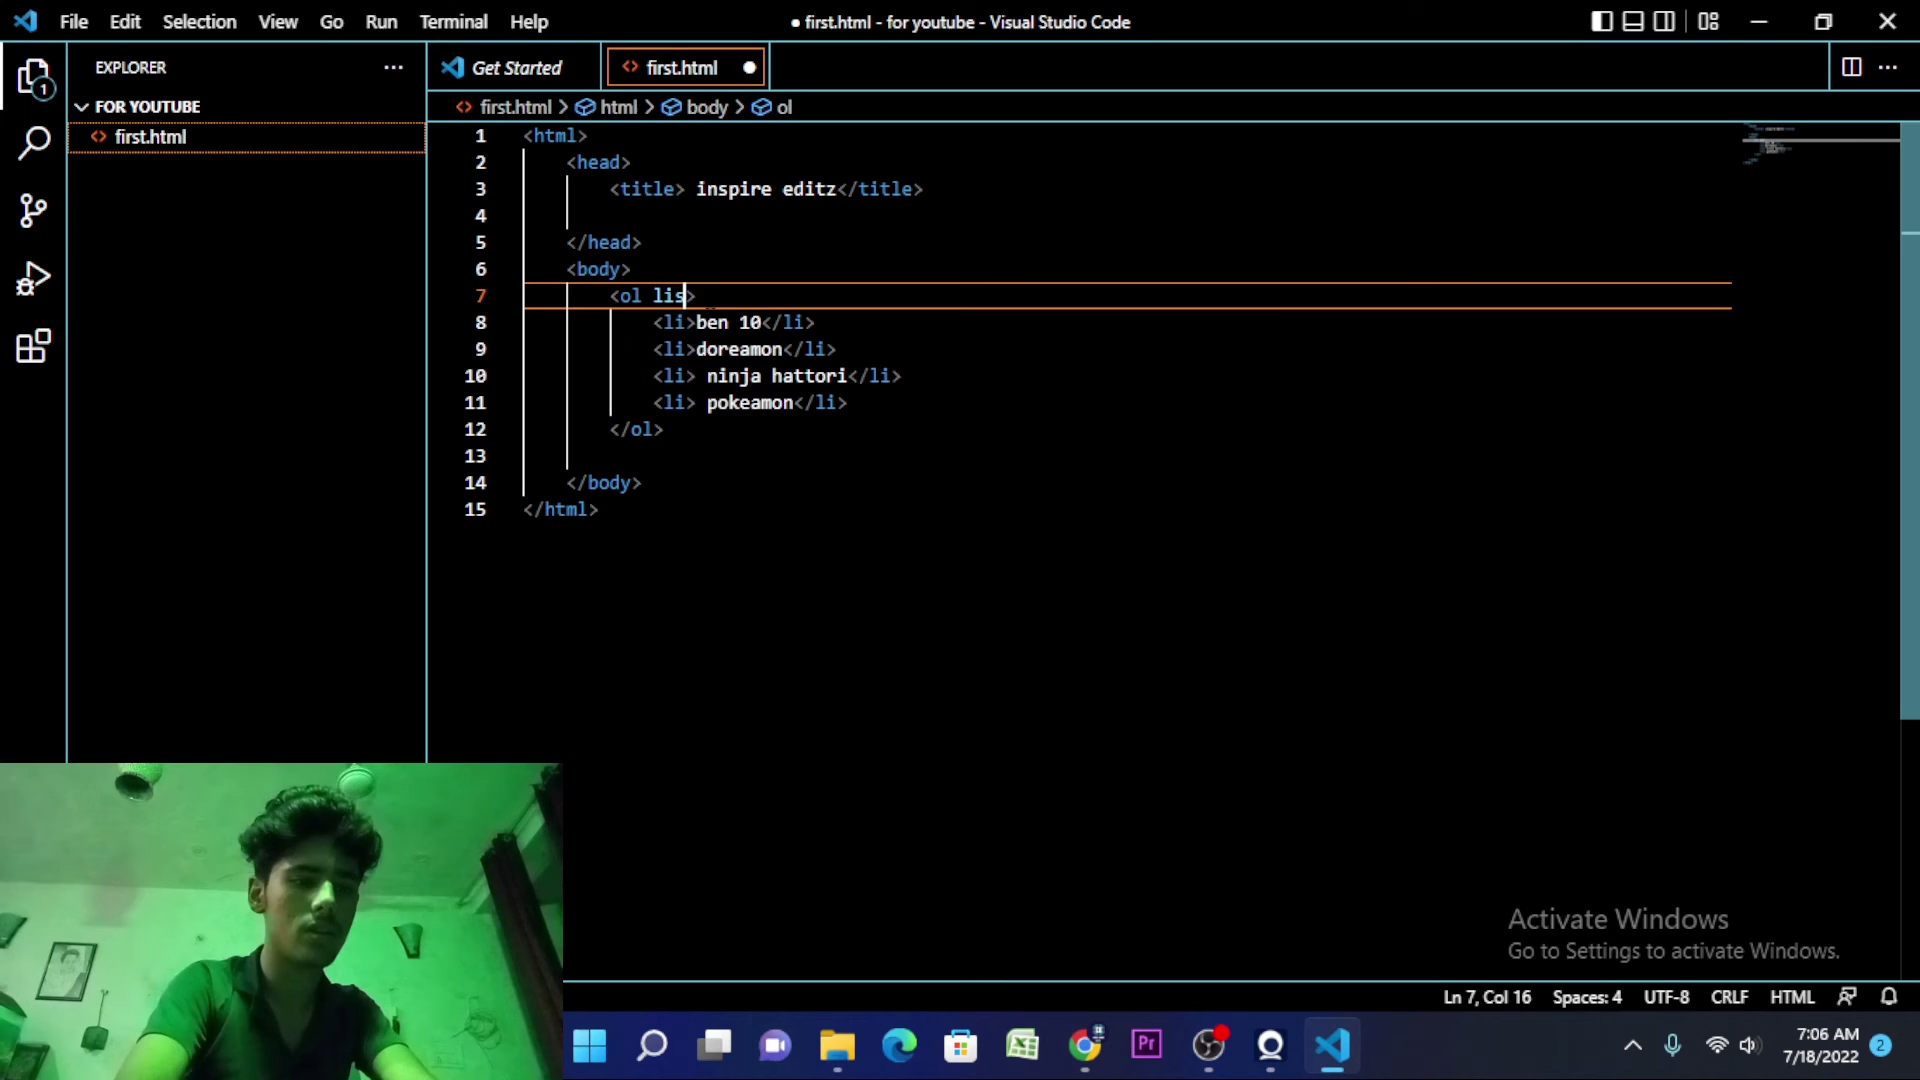 File Edit Selection View Go Run Terminal Help
● first.html - for youtube - Visual Studio Code
EXPLORER
Get Started
first.html
1
FOR YOUTUBE
first.html > html > body > ol
first.html
1 <html>
2 <head>
3 <title> inspire editz</title>
4
5 </head>
6 <body>
7 <ol lis>
8 <li>ben 10</li>
9 <li>doreamon</li>
10 <li> ninja hattori</li>
11 <li> pokeamon</li>
12 </ol>
13
14 </body>
15 </html>
Activate Windows
Go to Settings to activate Windows.
Ln 7, Col 16 Spaces: 4 UTF-8 CRLF HTML
Pr
7:06 AM
7/18/2022
2